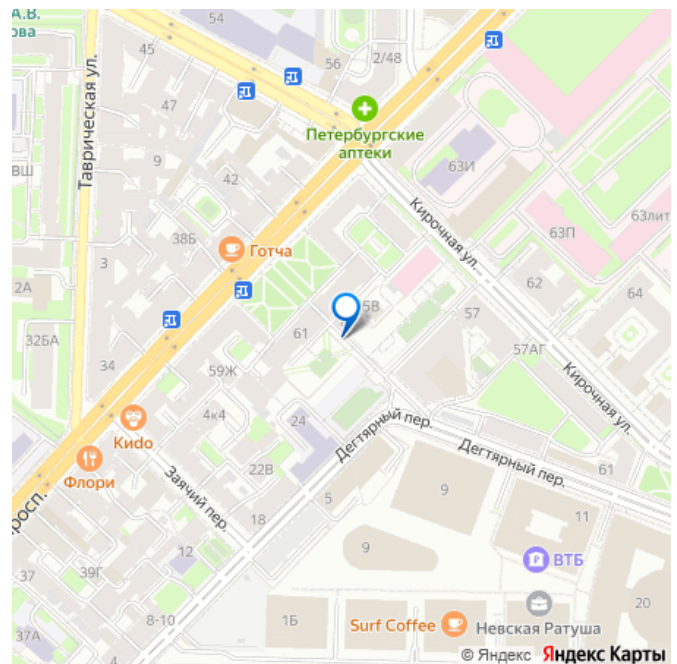 А.В.
ова
54
45
56
2/48
Таврическая ул.
47
Петербургские
аптеки
63И
9
ВШ
42
Кирочная ул.
63лит
38Б
Готча
63П
3
62
2А
64
5В
57
32БА
61
57АГ
34
59Ж
Кирочная ул.
4к4
Кидо
24
Дегтярный пер.
Дегтярный пер.
Флори
22В
61
Заячий пер.
росп.
5
9
18
11
12
9
ВТБ
37
39Г
20
8-10
1Б
Surf Coffee
Невская Ратуша
37А
© Яндекс Яндекс Карты